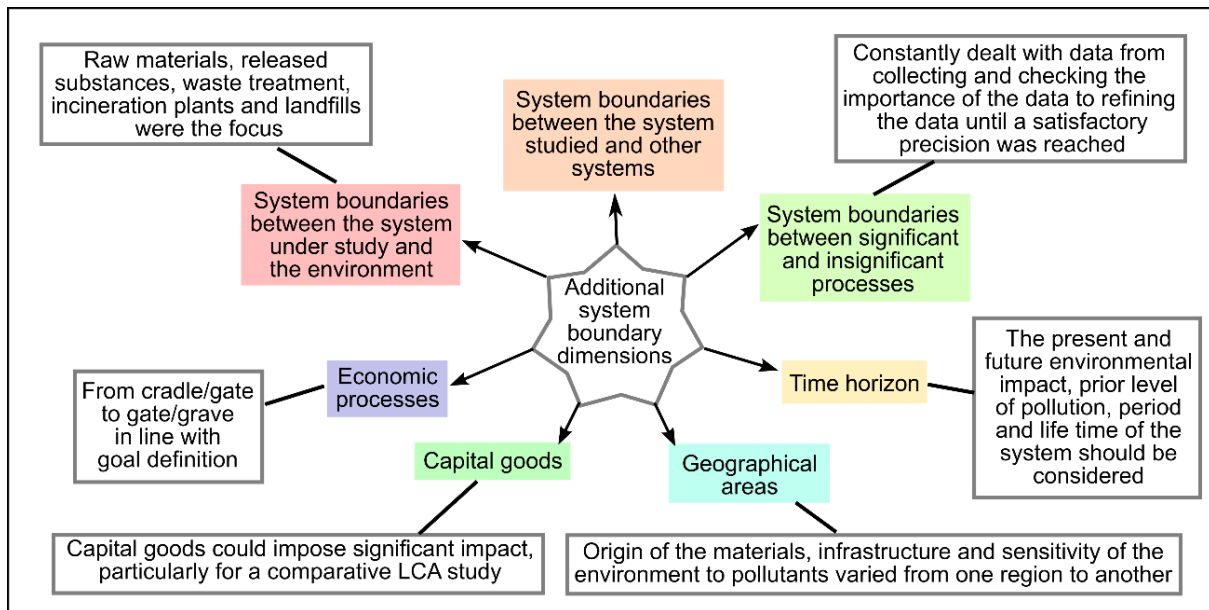 Raw materials, released
substances, waste treatment,
incineration plants and landfills
were the focus
System boundaries
between the system
studied and other
systems
Constantly dealt with data from
collecting and checking the
importance of the data to refining
the data until a satisfactory
precision was reached
System boundaries
between the system
under study and
the environment
System boundaries
between significant
and insignificant
processes
Additional
system
boundary
dimensions
Economic
processes
From cradle/gate
to gate/grave
in line with
goal definition
Time horizon
The present and
future environmental
impact, prior level
of pollution, period
and life time of the
system should be
considered
Capital goods
Geographical
areas
Capital goods could impose significant impact,
particularly for a comparative LCA study
Origin of the materials, infrastructure and sensitivity of the
environment to pollutants varied from one region to another